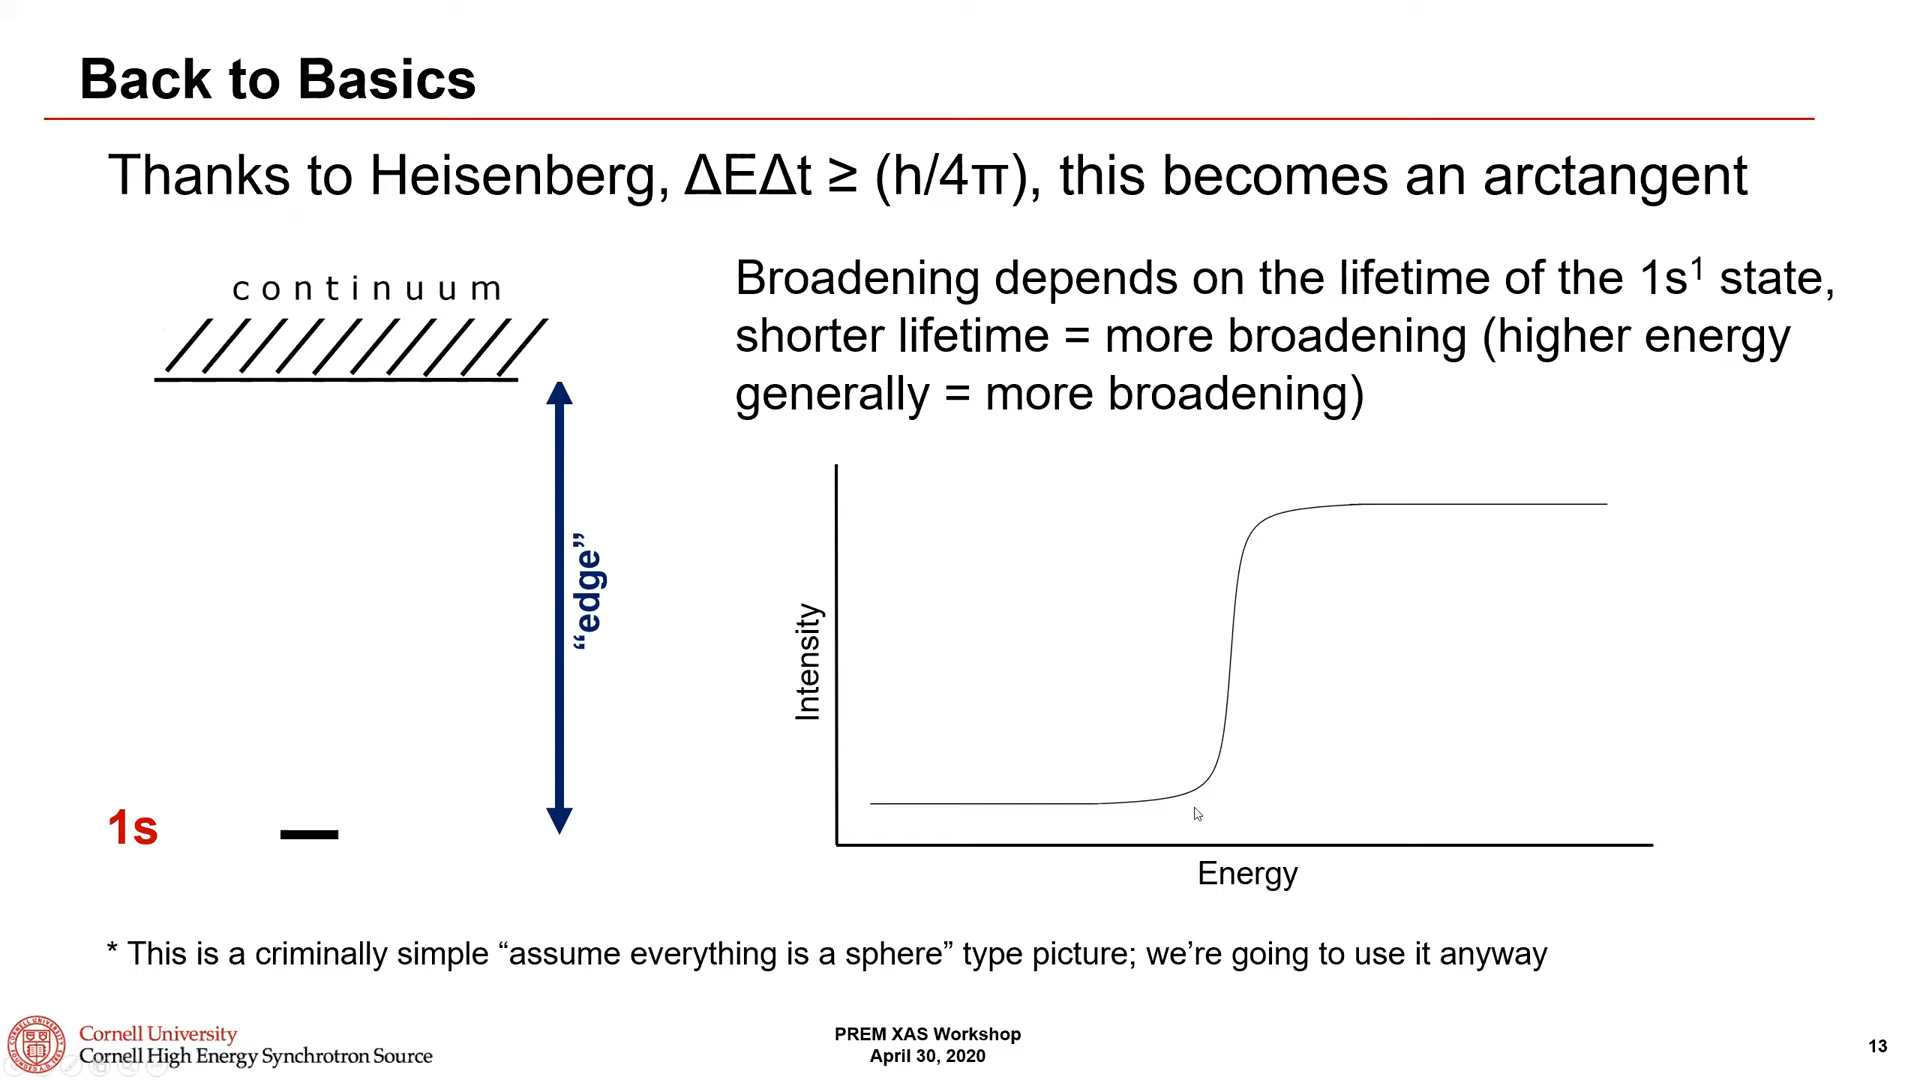 Back to Basics
Thanks to Heisenberg, ΔEΔt ≥ (h/4π), this becomes an arctangent
continuum
Broadening depends on the lifetime of the 1s¹ state,
shorter lifetime = more broadening (higher energy
generally = more broadening)
“edge”
1s
Intensity
Energy
* This is a criminally simple “assume everything is a sphere” type picture; we’re going to use it anyway
Cornell University
Cornell High Energy Synchrotron Source
PREM XAS Workshop
April 30, 2020
13